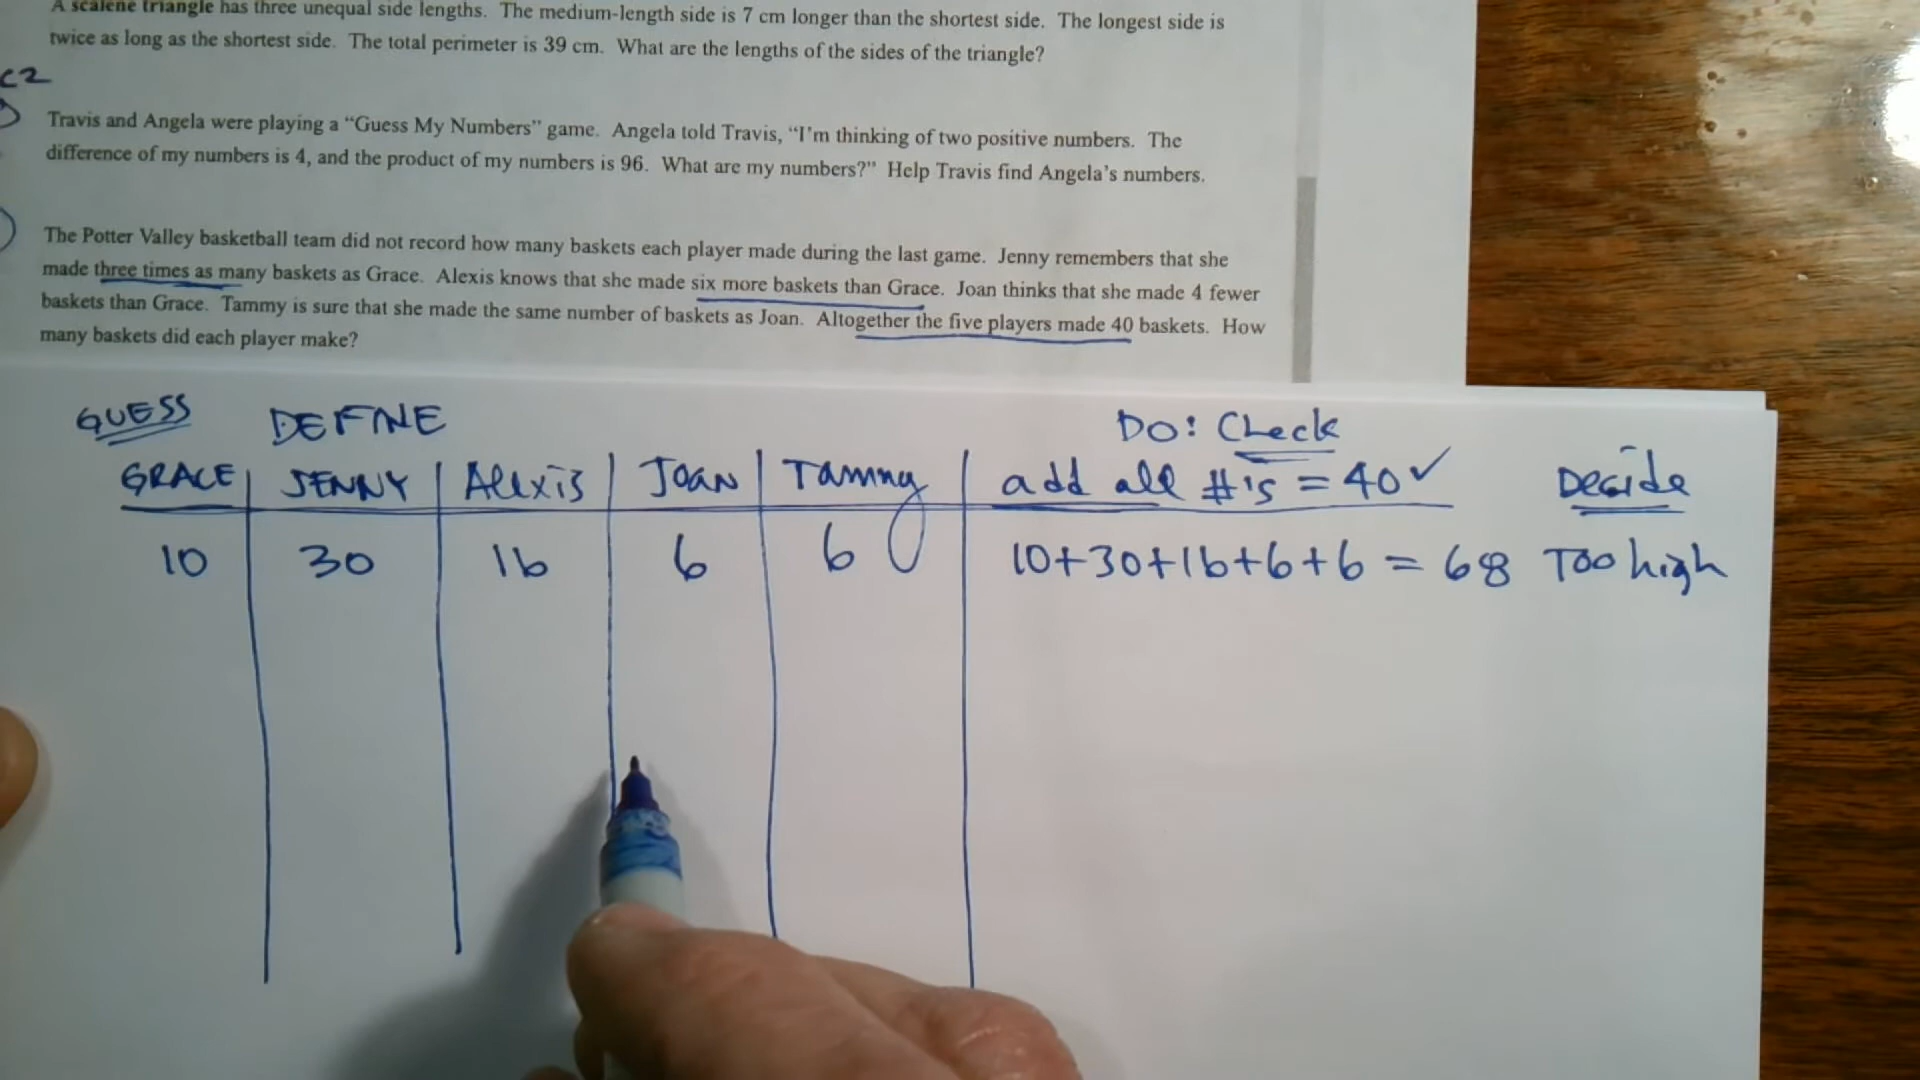 A scalene triangle has three unequal side lengths. The medium-length side is 7 cm longer than the shortest side. The longest side is
twice as long as the shortest side. The total perimeter is 39 cm. What are the lengths of the sides of the triangle?
Travis and Angela were playing a “Guess My Numbers” game. Angela told Travis, “I’m thinking of two positive numbers. The
difference of my numbers is 4, and the product of my numbers is 96. What are my numbers?” Help Travis find Angela’s numbers.
The Potter Valley basketball team did not record how many baskets each player made during the last game. Jenny remembers that she
made three times as many baskets as Grace. Alexis knows that she made six more baskets than Grace. Joan thinks that she made 4 fewer
baskets than Grace. Tammy is sure that she made the same number of baskets as Joan. Altogether the five players made 40 baskets. How
many baskets did each player make?
GUESS DEFINE DO: Check
GRACE JENNY Alexis Joan Tammy add all #'s = 40 ✓ Decide
10 30 16 6 6 10+30+16+6+6 = 68 Too high